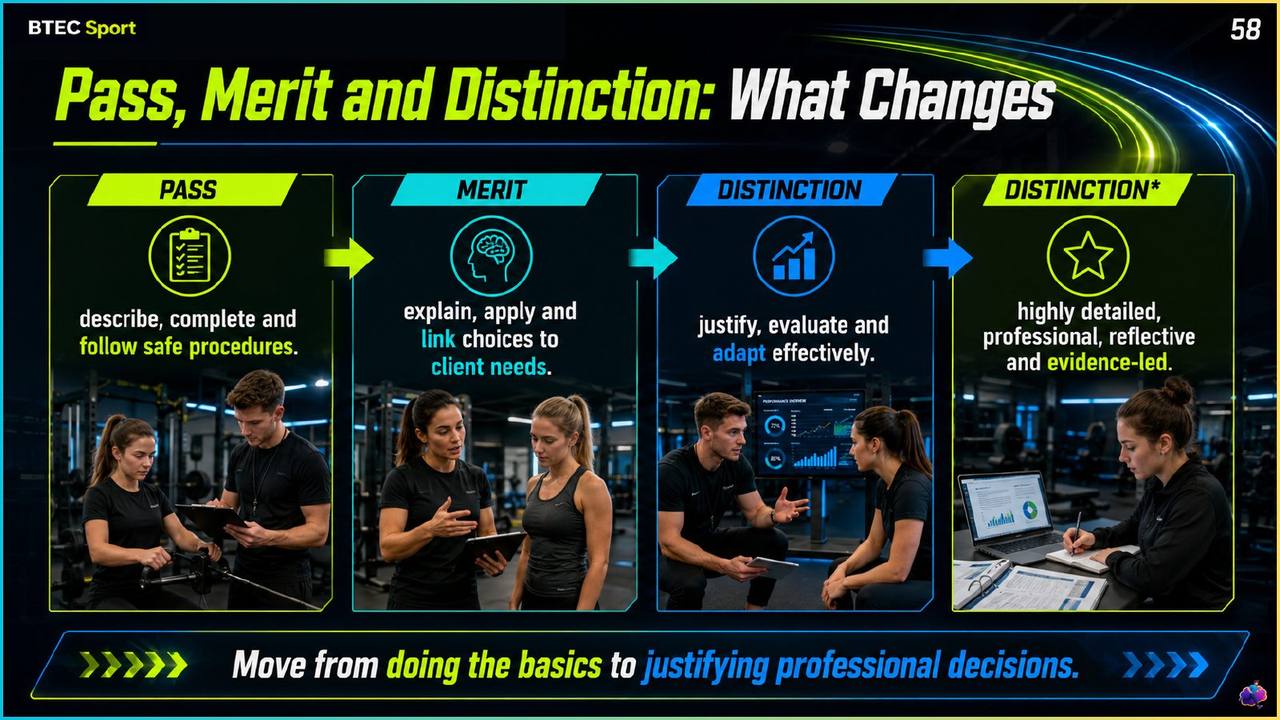 BTEC Sport
58
Pass, Merit and Distinction: What Changes
PASS
describe, complete and
follow safe procedures.
MERIT
explain, apply and
link choices to
client needs.
DISTINCTION
justify, evaluate and
adapt effectively.
PERFORMANCE OVERVIEW
DISTINCTION*
highly detailed,
professional, reflective
and evidence-led.
Move from doing the basics to justifying professional decisions.